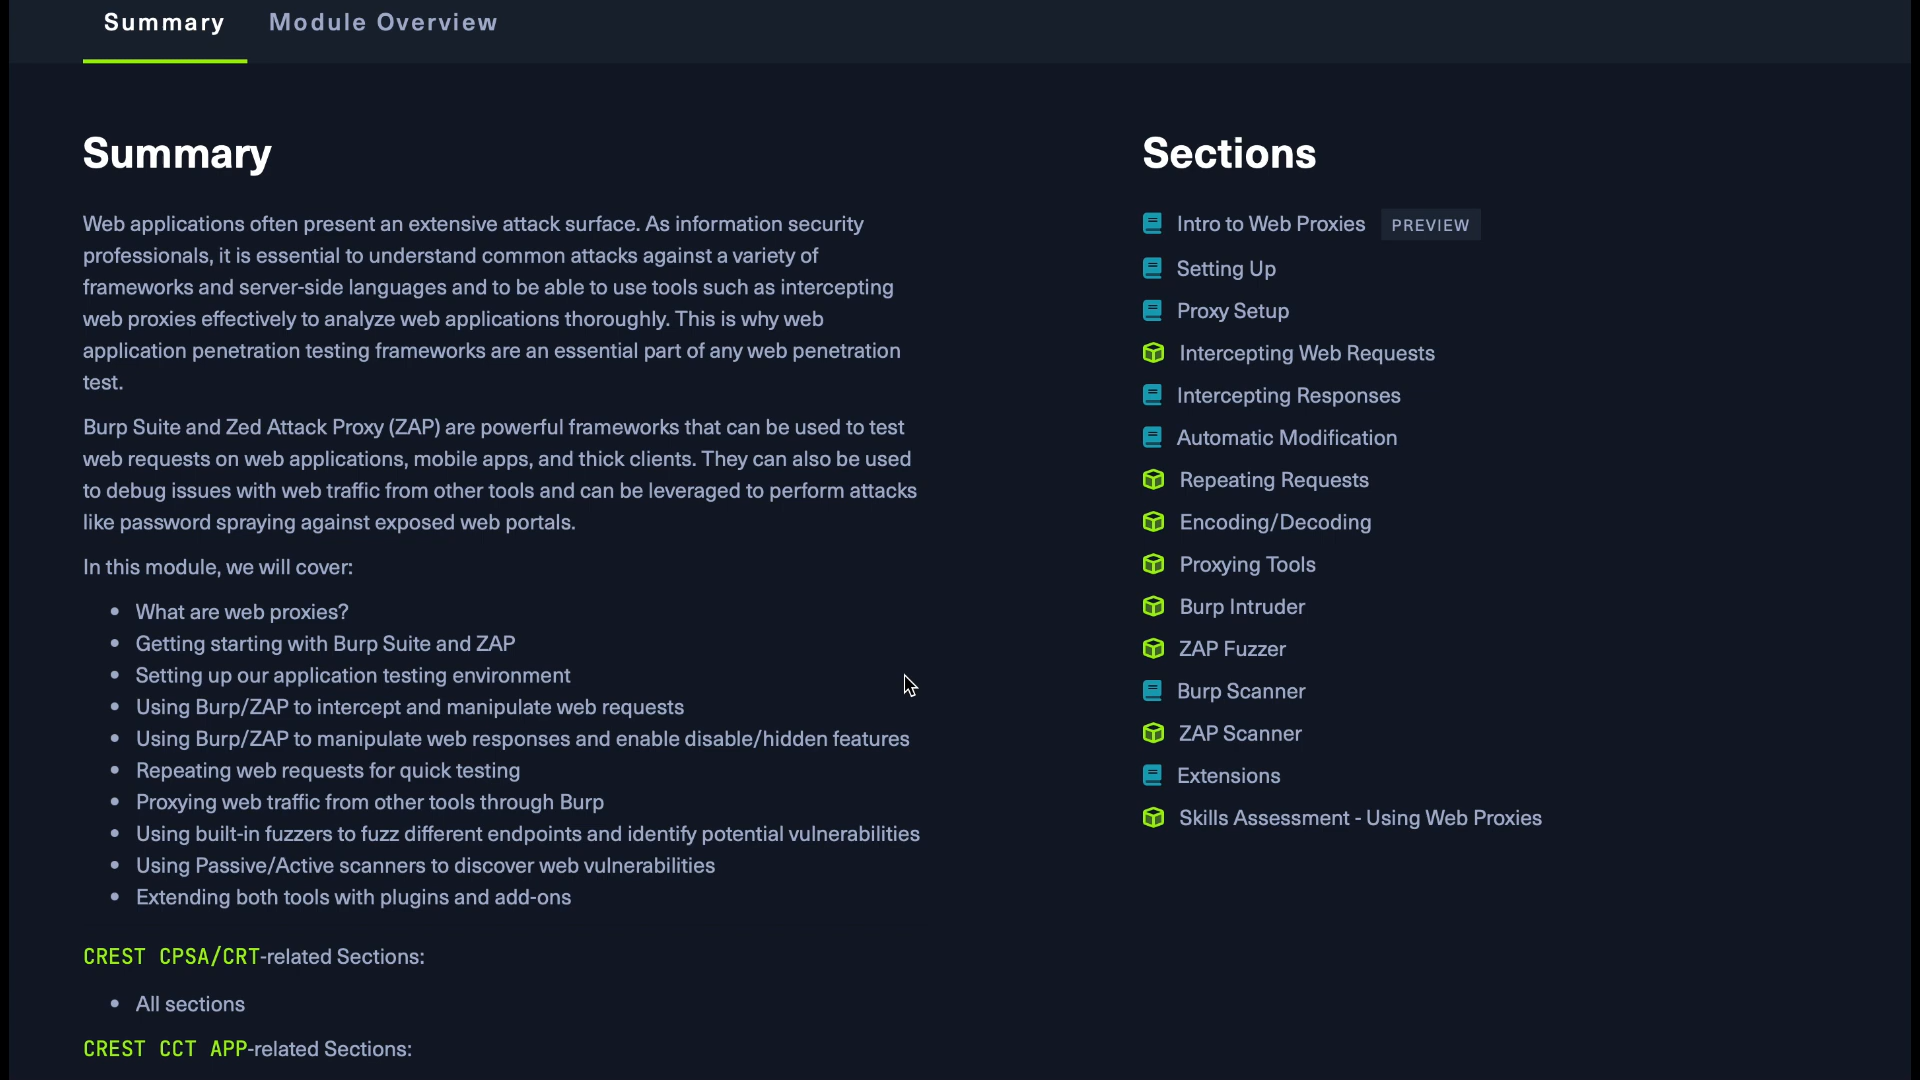 Summary
Module Overview
Summary
Web applications often present an extensive attack surface. As information security
professionals, it is essential to understand common attacks against a variety of
frameworks and server-side languages and to be able to use tools such as intercepting
web proxies effectively to analyze web applications thoroughly. This is why web
application penetration testing frameworks are an essential part of any web penetration
test.
Burp Suite and Zed Attack Proxy (ZAP) are powerful frameworks that can be used to test
web requests on web applications, mobile apps, and thick clients. They can also be used
to debug issues with web traffic from other tools and can be leveraged to perform attacks
like password spraying against exposed web portals.
In this module, we will cover:
• What are web proxies?
• Getting starting with Burp Suite and ZAP
• Setting up our application testing environment
• Using Burp/ZAP to intercept and manipulate web requests
• Using Burp/ZAP to manipulate web responses and enable disable/hidden features
• Repeating web requests for quick testing
• Proxying web traffic from other tools through Burp
• Using built-in fuzzers to fuzz different endpoints and identify potential vulnerabilities
• Using Passive/Active scanners to discover web vulnerabilities
• Extending both tools with plugins and add-ons
CREST CPSA/CRT-related Sections:
• All sections
CREST CCT APP-related Sections:
Sections
Intro to Web Proxies PREVIEW
Setting Up
Proxy Setup
Intercepting Web Requests
Intercepting Responses
Automatic Modification
Repeating Requests
Encoding/Decoding
Proxying Tools
Burp Intruder
ZAP Fuzzer
Burp Scanner
ZAP Scanner
Extensions
Skills Assessment - Using Web Proxies